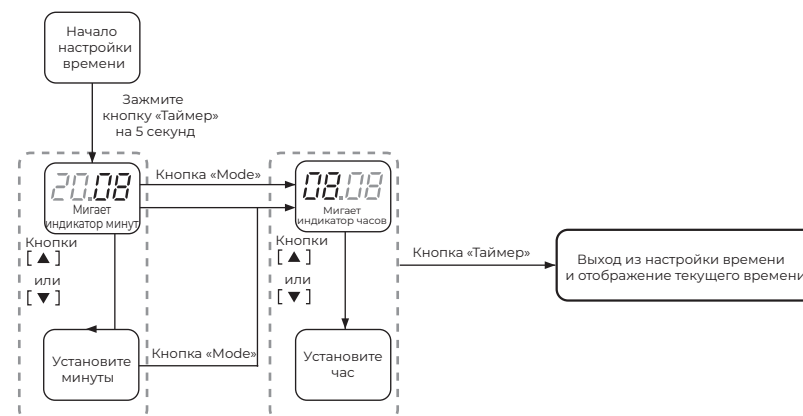 Начало
настройки
времени
Зажмите
кнопку «Таймер»
на 5 секунд
20.08
Мигает
индикатор минут
Кнопка «Mode»
08.08
Мигает
индикатор часов
Кнопки
[▲]
или
[▼]
Кнопки
[▲]
или
[▼]
Кнопка «Таймер»
Выход из настройки времени
и отображение текущего времени
Установите
минуты
Кнопка «Mode»
Установите
час